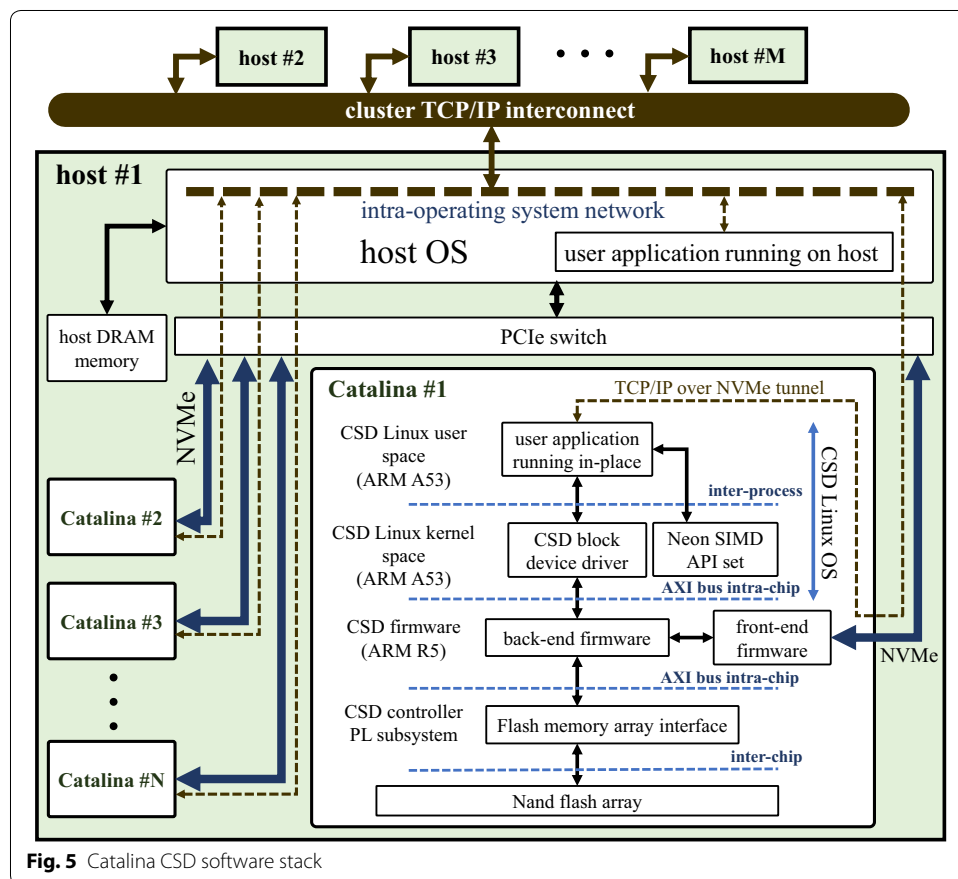 host #2
host #3
• • •
host #M
cluster TCP/IP interconnect
host #1
intra-operating system network
host OS
user application running on host
host DRAM
memory
PCIe switch
NVMe
Catalina #1
TCP/IP over NVMe tunnel
CSD Linux user
space
(ARM A53)
user application
running in-place
CSD Linux OS
inter-process
Catalina #2
CSD Linux kernel
space
(ARM A53)
CSD block
device driver
Neon SIMD
API set
AXI bus intra-chip
Catalina #3
CSD firmware
(ARM R5)
back-end firmware
front-end
firmware
NVMe
AXI bus intra-chip
CSD controller
PL subsystem
Flash memory array interface
inter-chip
Catalina #N
Nand flash array
Fig. 5 Catalina CSD software stack